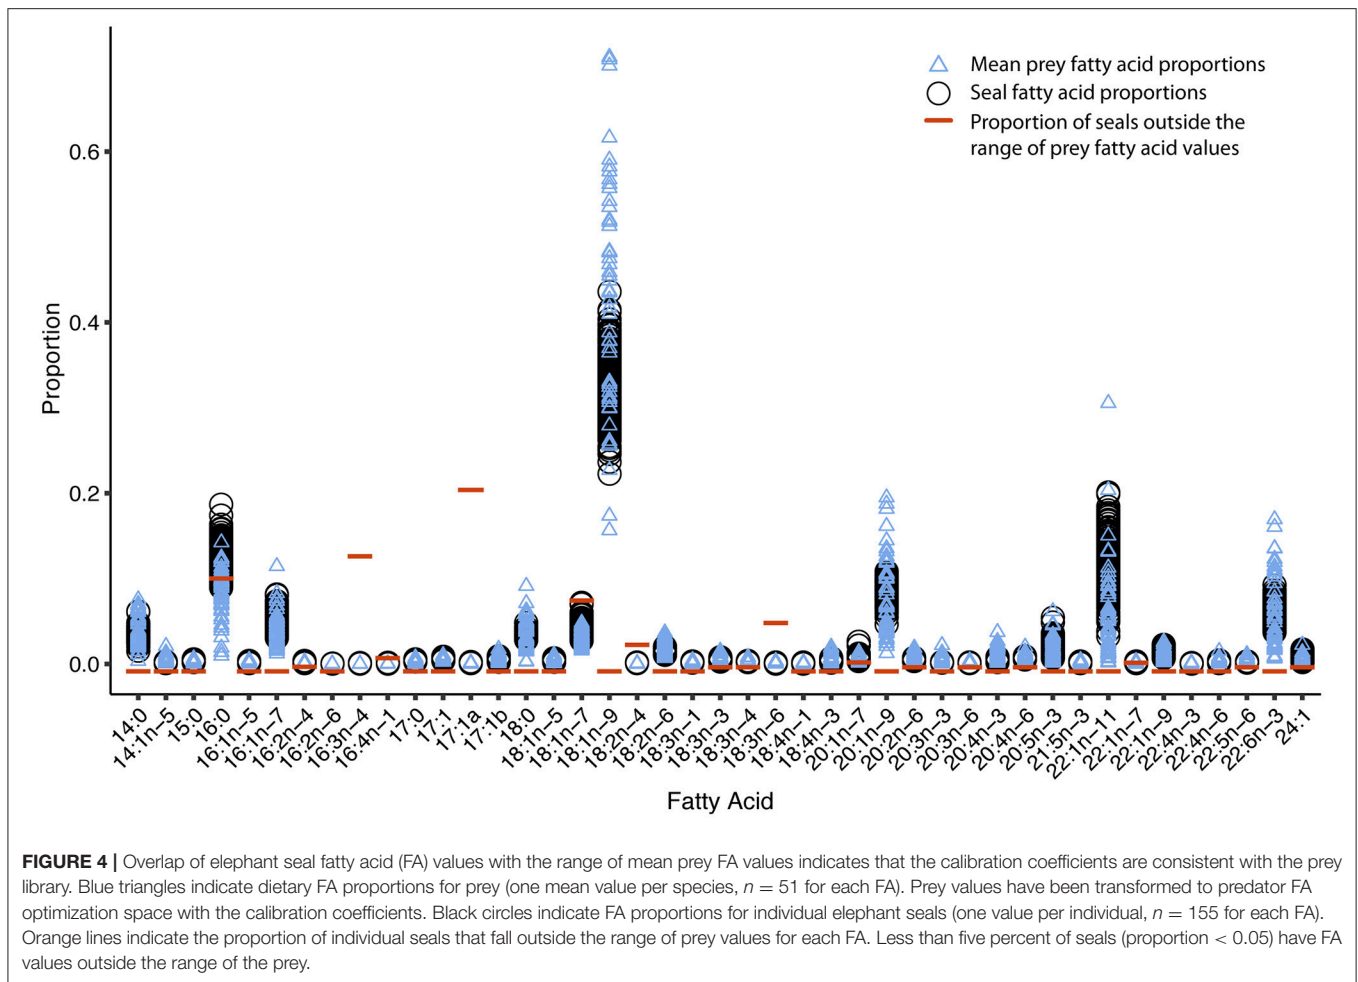 Mean prey fatty acid proportions
Seal fatty acid proportions
Proportion of seals outside the
range of prey fatty acid values
Proportion
0.6
0.4
0.2
0.0
14:0
14:1n−5
15:0
16:0
16:1n−5
16:1n−7
16:2n−4
16:2n−6
16:3n−4
16:4n−1
17:0
17:1
17:1a
17:1b
18:0
18:1n−5
18:1n−7
18:1n−9
18:2n−4
18:2n−6
18:3n−1
18:3n−3
18:3n−4
18:3n−6
18:4n−1
18:4n−3
20:1n−7
20:1n−9
20:2n−6
20:3n−3
20:3n−6
20:4n−3
20:4n−6
20:5n−3
21:5n−3
22:1n−11
22:1n−7
22:1n−9
22:4n−3
22:4n−6
22:5n−6
22:6n−3
24:1
Fatty Acid
FIGURE 4 | Overlap of elephant seal fatty acid (FA) values with the range of mean prey FA values indicates that the calibration coefficients are consistent with the prey
library. Blue triangles indicate dietary FA proportions for prey (one mean value per species, n = 51 for each FA). Prey values have been transformed to predator FA
optimization space with the calibration coefficients. Black circles indicate FA proportions for individual elephant seals (one value per individual, n = 155 for each FA).
Orange lines indicate the proportion of individual seals that fall outside the range of prey values for each FA. Less than five percent of seals (proportion < 0.05) have FA
values outside the range of the prey.